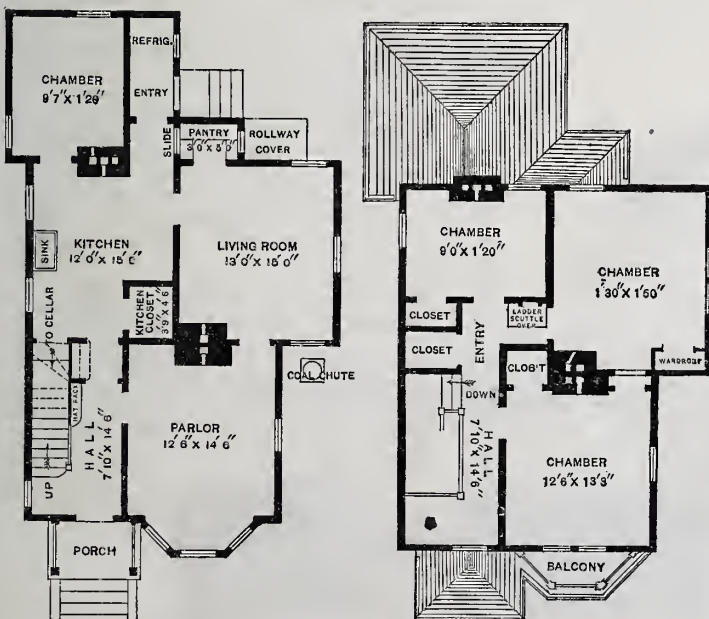 REFRIG.
CHAMBER
9'7" X 1'20"
ENTRY
SLIDE
PANTRY
3'0" X 5'0"
ROLLWAY
COVER
KITCHEN
12'0" X 15'6"
SINK
LIVING ROOM
13'0" X 15'0"
TO CELLAR
KITCHEN
CLOSET
3'9" X 4'6"
COAL CHUTE
HAT RACK
HALL
7'10" X 14'6"
PARLOR
12'6" X 14'6"
UP
PORCH
CHAMBER
9'0" X 1'20"
CHAMBER
1'30" X 1'50"
CLOSET
LADDER
SCUTTLE
OVER
CLOSET
ENTRY
CLOS'T
WARDROBE
DOWN
HALL
7'10" X 14'6"
CHAMBER
12'6" X 13'3"
BALCONY